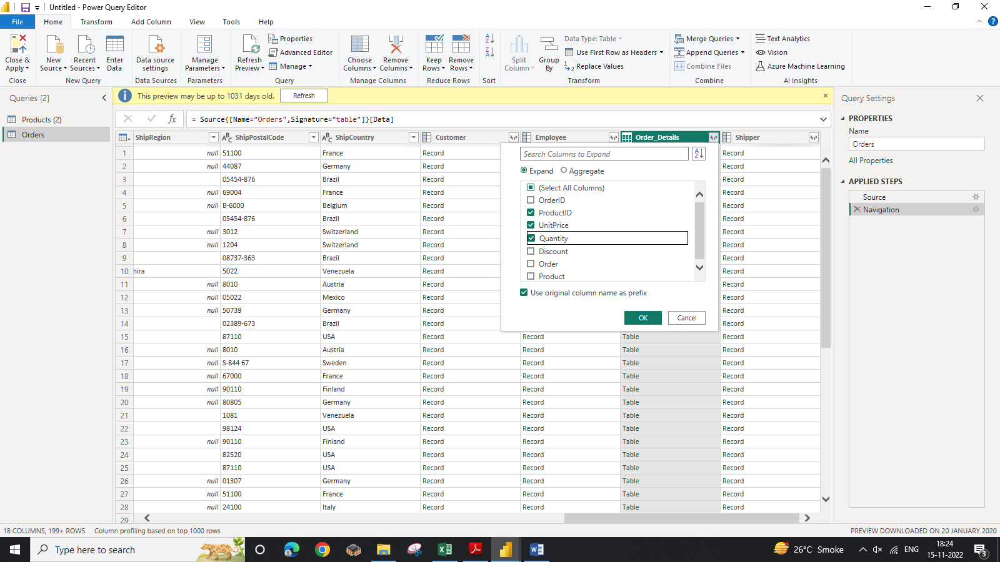 Untitled - Power Query Editor
File Home Transform Add Column View Tools Help
Close & Apply
New Source
Recent Sources
Enter Data
Data source settings
Manage Parameters
Refresh Preview
Properties
Advanced Editor
Manage
Choose Columns
Remove Columns
Keep Rows
Remove Rows
Split Column
Group By
Data Type: Table
Use First Row as Headers
Replace Values
Merge Queries
Append Queries
Combine Files
Text Analytics
Vision
Azure Machine Learning
Close New Query Data Sources Parameters Query Manage Columns Reduce Rows Sort Transform Combine AI Insights
Queries [2]
Products (2)
Orders
This preview may be up to 1031 days old. Refresh
= Source{[Name="Orders",Signature="table"]}[Data]
ShipRegion ShipPostalCode ShipCountry Customer Employee Order_Details Shipper
1 null 51100 France Record Record
2 null 44087 Germany Record Record
3 05454-876 Brazil Record Record
4 null 69004 France Record Record
5 null B-6000 Belgium Record Record
6 05454-876 Brazil Record Record
7 null 3012 Switzerland Record Record
8 null 1204 Switzerland Record Record
9 08737-363 Brazil Record Record
10 hira 5022 Venezuela Record Record
11 null 8010 Austria Record Record
12 null 05022 Mexico Record Record
13 null 50739 Germany Record Record
14 02389-673 Brazil Record Record
15 87110 USA Record Record Table Record
16 null 8010 Austria Record Record Table Record
17 null S-844 67 Sweden Record Record Table Record
18 null 67000 France Record Record Table Record
19 null 90110 Finland Record Record Table Record
20 null 80805 Germany Record Record Table Record
21 1081 Venezuela Record Record Table Record
22 98124 USA Record Record Table Record
23 null 90110 Finland Record Record Table Record
24 82520 USA Record Record Table Record
25 87110 USA Record Record Table Record
26 null 01307 Germany Record Record Table Record
27 null 51100 France Record Record Table Record
28 null 24100 Italy Record Record Table Record
29
Search Columns to Expand
Expand Aggregate
(Select All Columns)
OrderID
ProductID
UnitPrice
Quantity
Discount
Order
Product
Use original column name as prefix
OK Cancel
Query Settings
PROPERTIES
Name
Orders
All Properties
APPLIED STEPS
Source
Navigation
18 COLUMNS, 199+ ROWS Column profiling based on top 1000 rows
PREVIEW DOWNLOADED ON 20 JANUARY 2020
Type here to search
26°C Smoke
ENG
18:24
15-11-2022
3